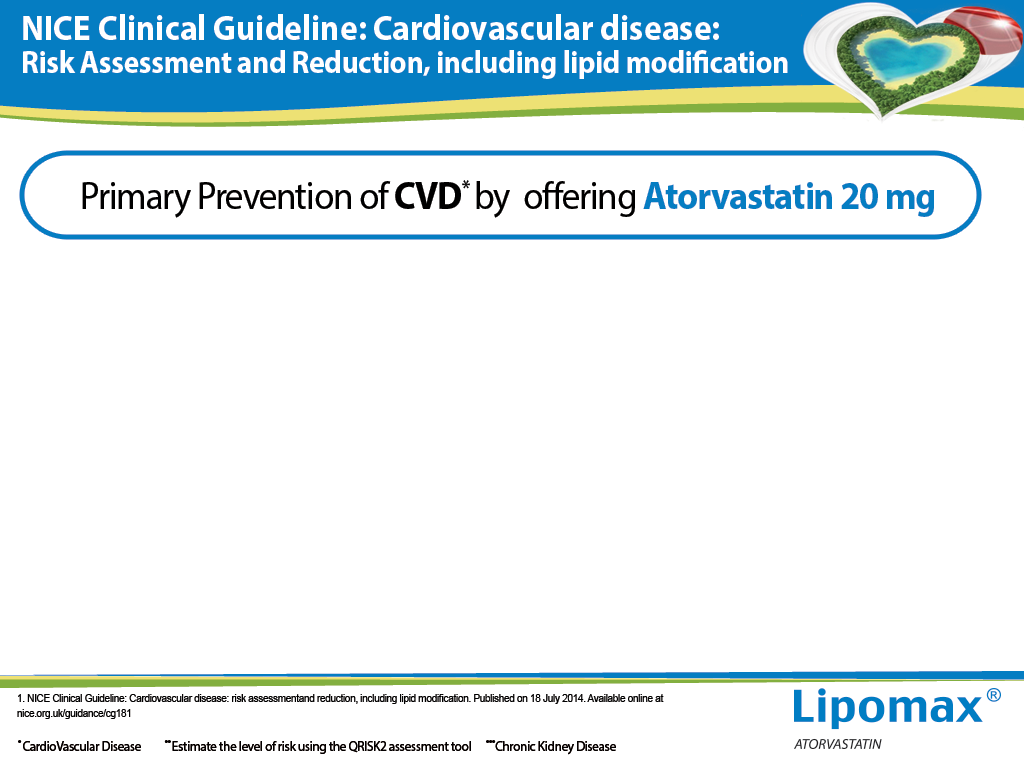 NICE Clinical Guideline: Cardiovascular disease:
Risk Assessment and Reduction, including lipid modification
Primary Prevention of CVD* by offering Atorvastatin 20 mg
1. NICE Clinical Guideline: Cardiovascular disease: risk assessmentand reduction, including lipid modification. Published on 18 July 2014. Available online at
nice.org.uk/guidance/cg181
*CardioVascular Disease **Estimate the level of risk using the QRISK2 assessment tool ***Chronic Kidney Disease
Lipomax®
ATORVASTATIN